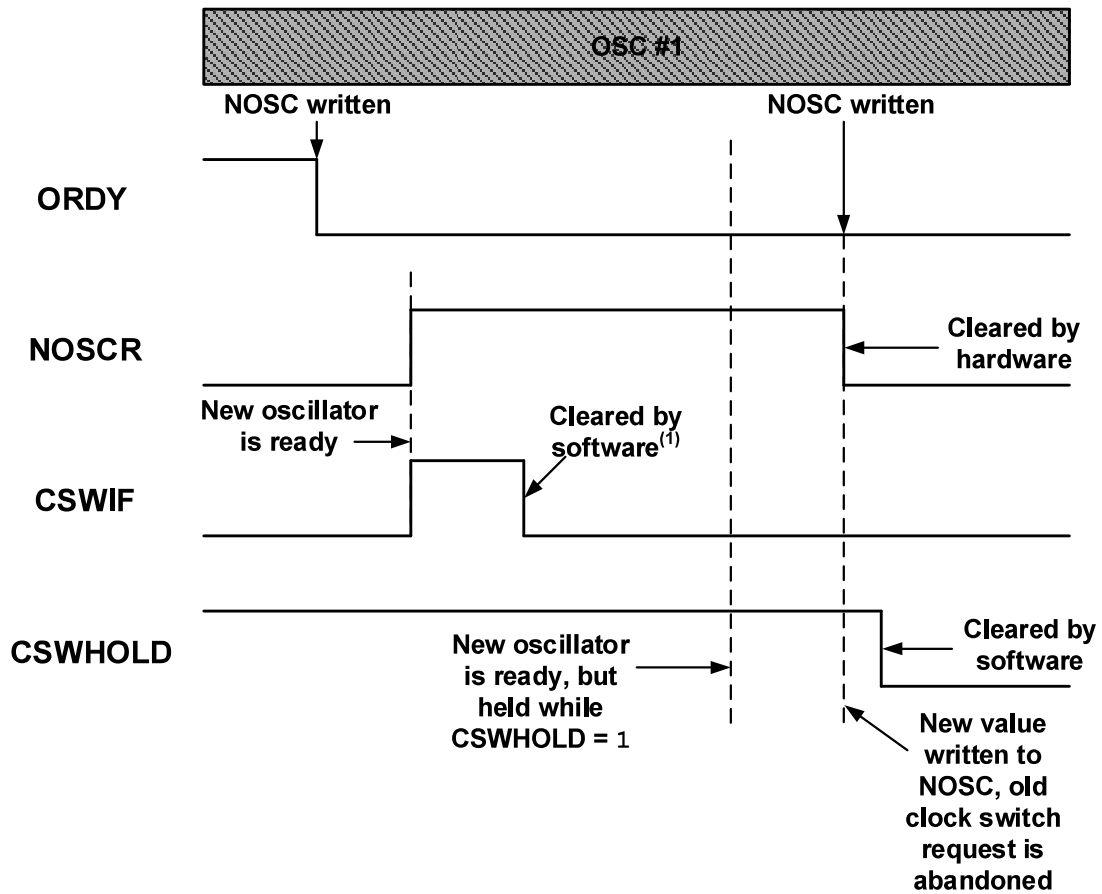 OSC #1
NOSC written
NOSC written
ORDY
NOSCR
Cleared by
hardware
New oscillator
is ready
Cleared by
software(1)
CSWIF
CSWHOLD
New oscillator
is ready, but
held while
CSWHOLD = 1
Cleared by
software
New value
written to
NOSC, old
clock switch
request is
abandoned